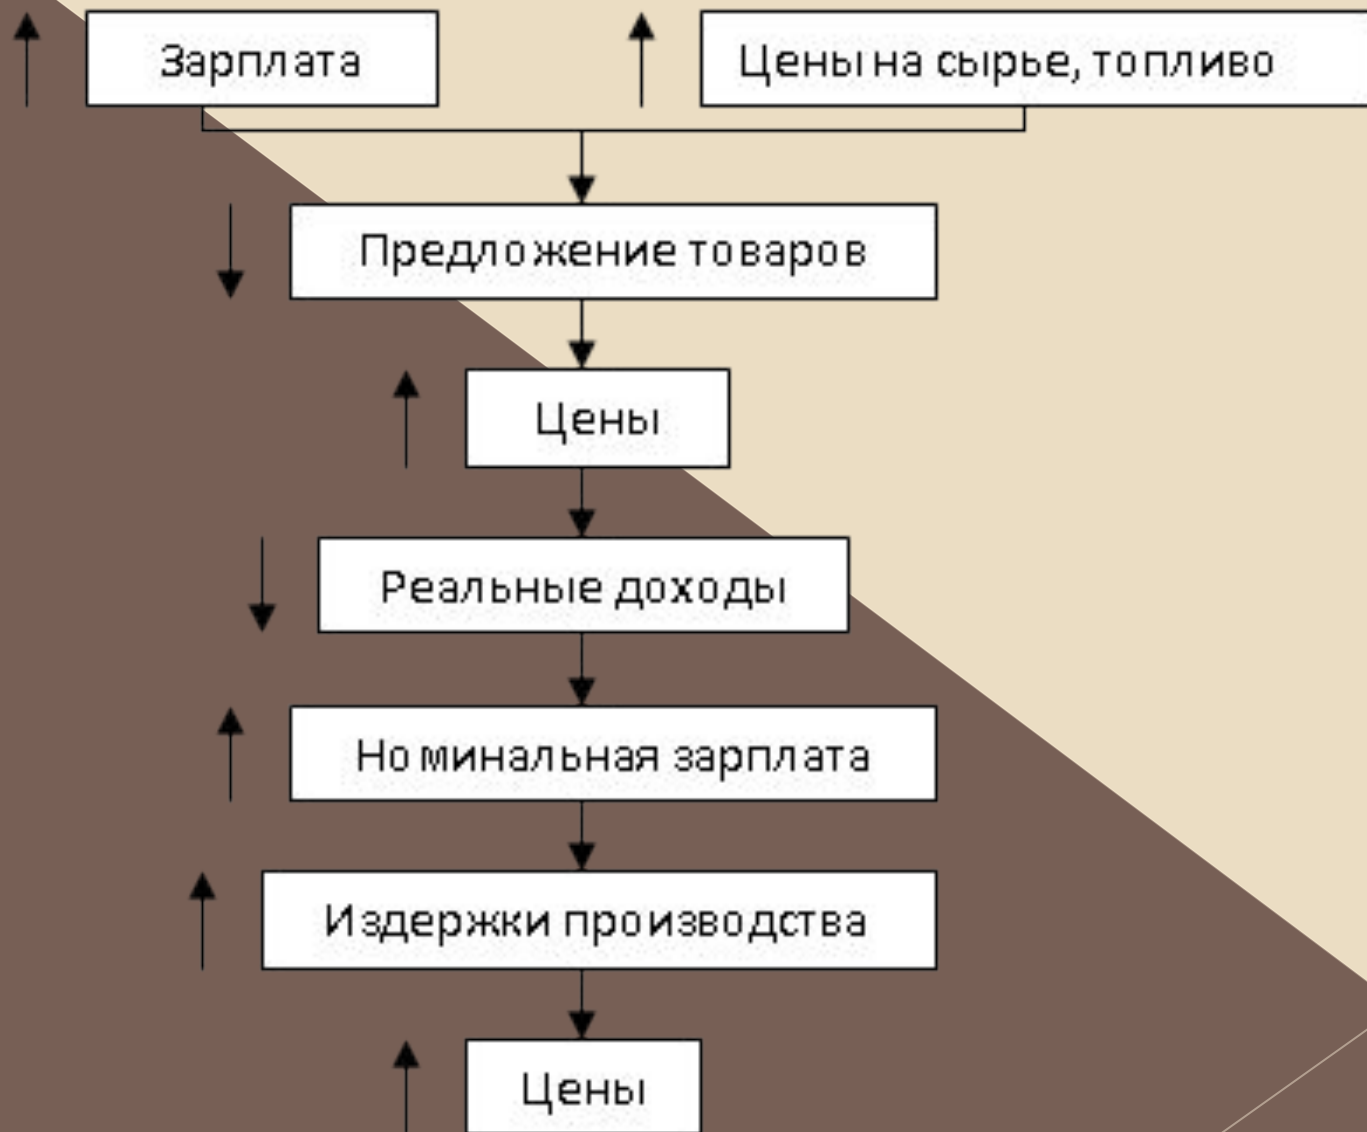 Зарплата
Цены на сырье, топливо
Предложение товаров
Цены
Реальные доходы
Номинальная зарплата
Издержки производства
Цены